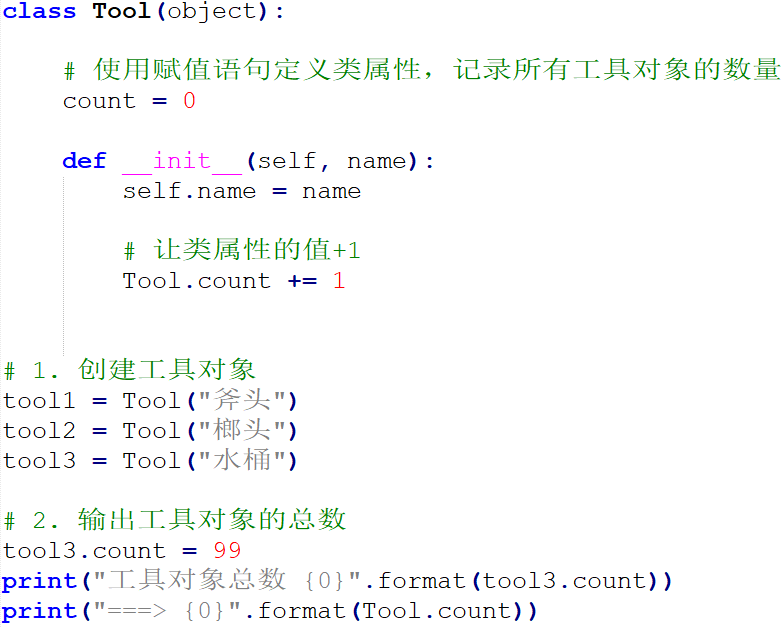 class Tool(object):
# 使用赋值语句定义类属性，记录所有工具对象的数量
count = 0
def __init__(self, name):
self.name = name
# 让类属性的值+1
Tool.count += 1
# 1. 创建工具对象
tool1 = Tool("斧头")
tool2 = Tool("榔头")
tool3 = Tool("水桶")
# 2. 输出工具对象的总数
tool3.count = 99
print("工具对象总数 {0}".format(tool3.count))
print("===> {0}".format(Tool.count))